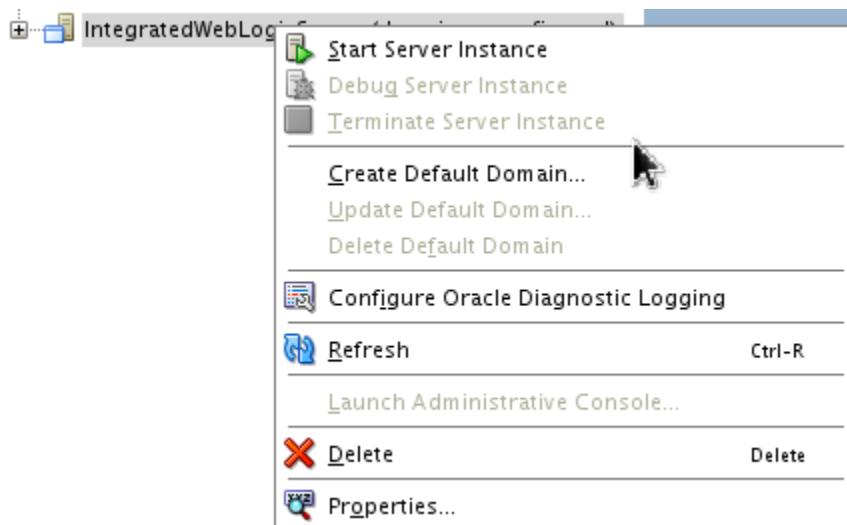 IntegratedWebLogi
Start Server Instance
Debug Server Instance
Terminate Server Instance
Create Default Domain...
Update Default Domain...
Delete Default Domain
Configure Oracle Diagnostic Logging
Refresh Ctrl-R
Launch Administrative Console...
Delete Delete
Properties...